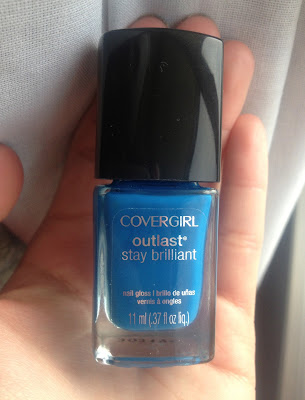 COVERGIRL
outlast®
stay brilliant
nail gloss | brillo de uñas
vernis à ongles
11 ml (.37 fl oz liq.)